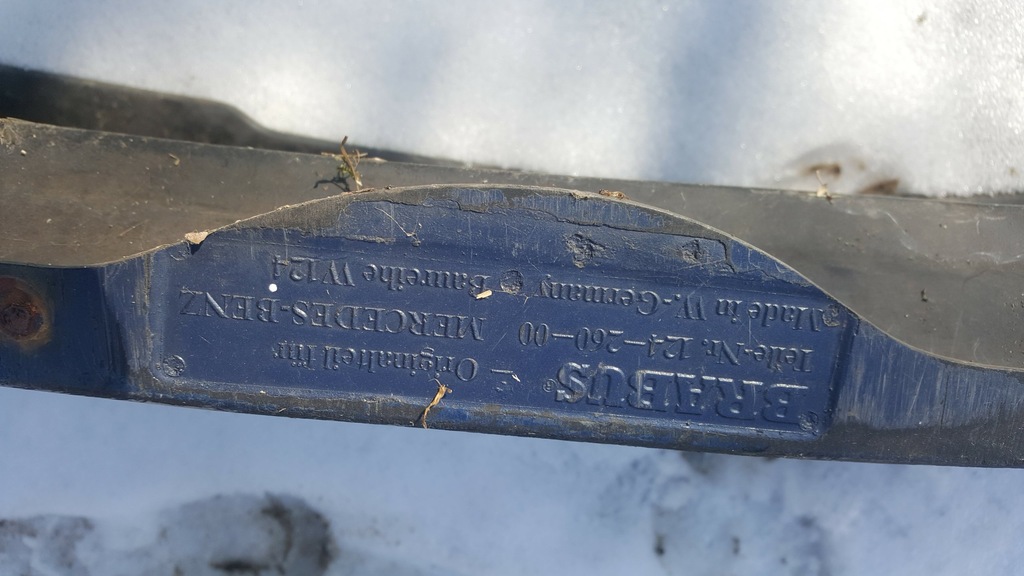 BRABUS®
Teile-Nr. 124-260-00
Made in W.-Germany
Originalteil für
MERCEDES-BENZ
Baureihe W124